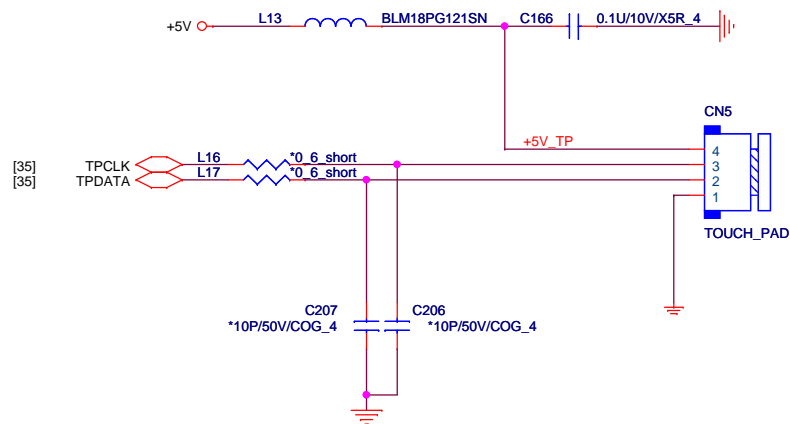 L13 BLM18PG121SN C166 0.1U/10V/X5R_4
+5V
CN5
+5V_TP
4
[35] TPCLK L16 *0_6_short 3
[35] TPDATA L17 *0_6_short 2
1
TOUCH_PAD
C207 C206
*10P/50V/COG_4 *10P/50V/COG_4